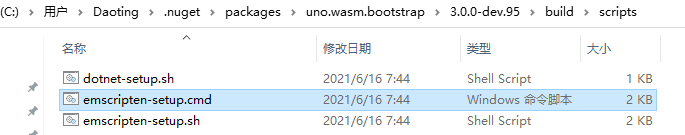 (C:) › 用户 › Daoting › .nuget › packages › uno.wasm.bootstrap › 3.0.0-dev.95 › build › scripts
名称 修改日期 类型 大小
dotnet-setup.sh 2021/6/16 7:44 Shell Script 1 KB
emscripten-setup.cmd 2021/6/16 7:44 Windows 命令脚本 2 KB
emscripten-setup.sh 2021/6/16 7:44 Shell Script 2 KB